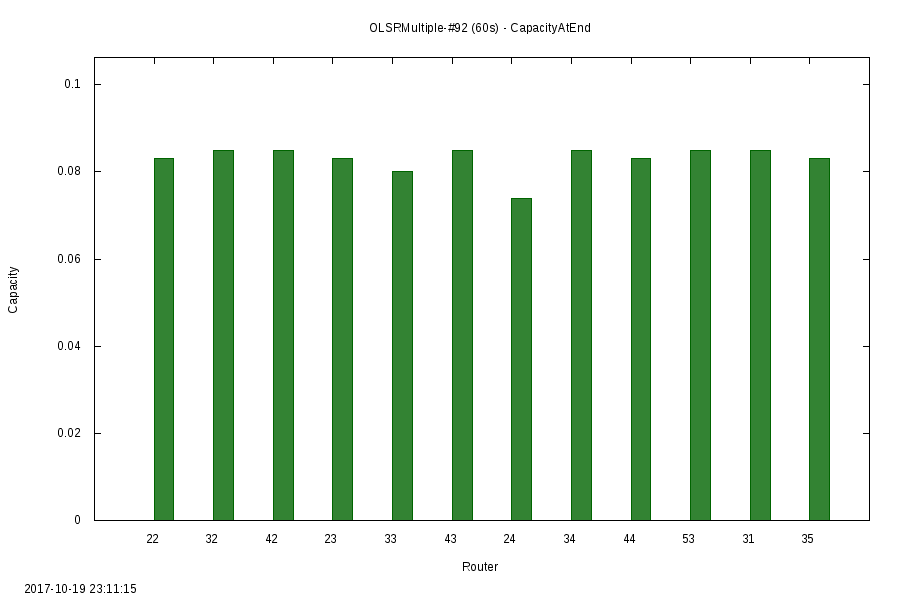 OLSRMultiple-#92 (60s) - CapacityAtEnd
0.1
0.08
0.06
0.04
0.02
0
Capacity
22 32 42 23 33 43 24 34 44 53 31 35
Router
2017-10-19 23:11:15